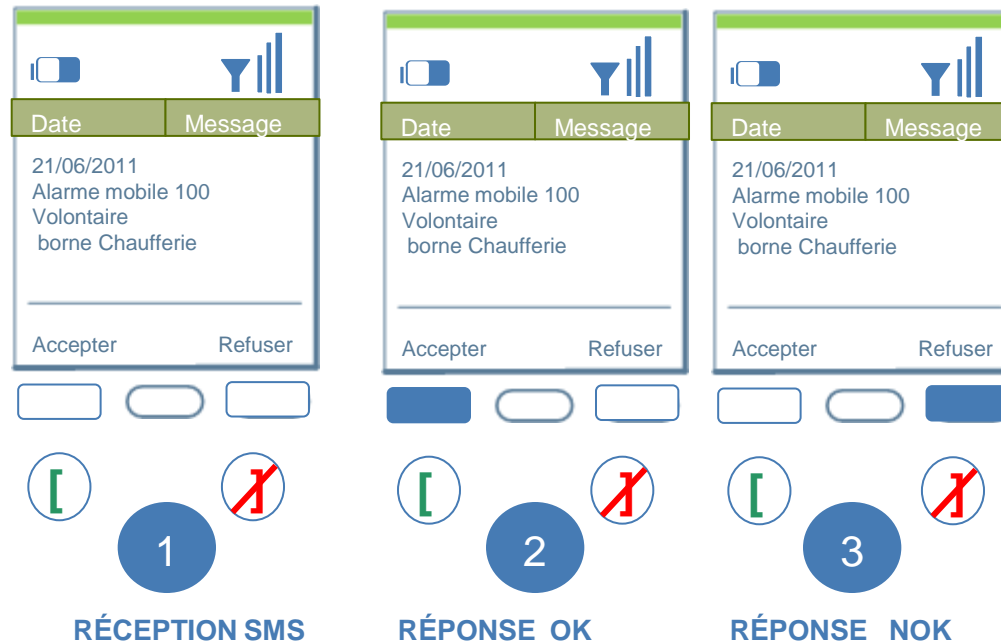 Date Message
21/06/2011
Alarme mobile 100
Volontaire
borne Chaufferie
Accepter Refuser
1
RÉCEPTION SMS
Date Message
21/06/2011
Alarme mobile 100
Volontaire
borne Chaufferie
Accepter Refuser
2
RÉPONSE OK
Date Message
21/06/2011
Alarme mobile 100
Volontaire
borne Chaufferie
Accepter Refuser
3
RÉPONSE NOK